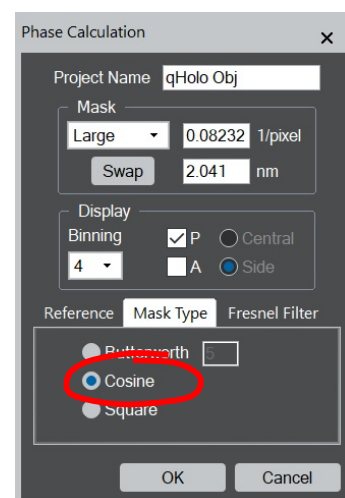 Phase Calculation
Project Name qHolo Obj
Mask
Large 0.08232 1/pixel
Swap 2.041 nm
Display
Binning P Central
4 A Side
Reference Mask Type Fresnel Filter
Butterworth 5
Cosine
Square
OK Cancel